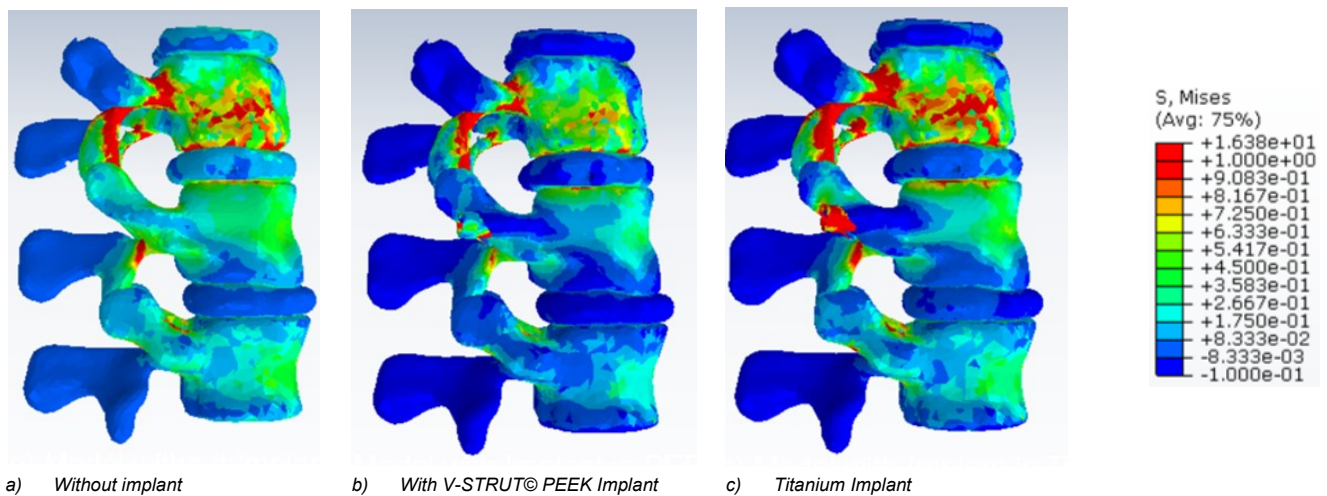 S, Mises
(Avg: 75%)
+1.638e+01
+1.000e+00
+9.083e-01
+8.167e-01
+7.250e-01
+6.333e-01
+5.417e-01
+4.500e-01
+3.583e-01
+2.667e-01
+1.750e-01
+8.333e-02
-8.333e-03
-1.000e-01
a) Without implant
b) With V-STRUT© PEEK Implant
c) Titanium Implant